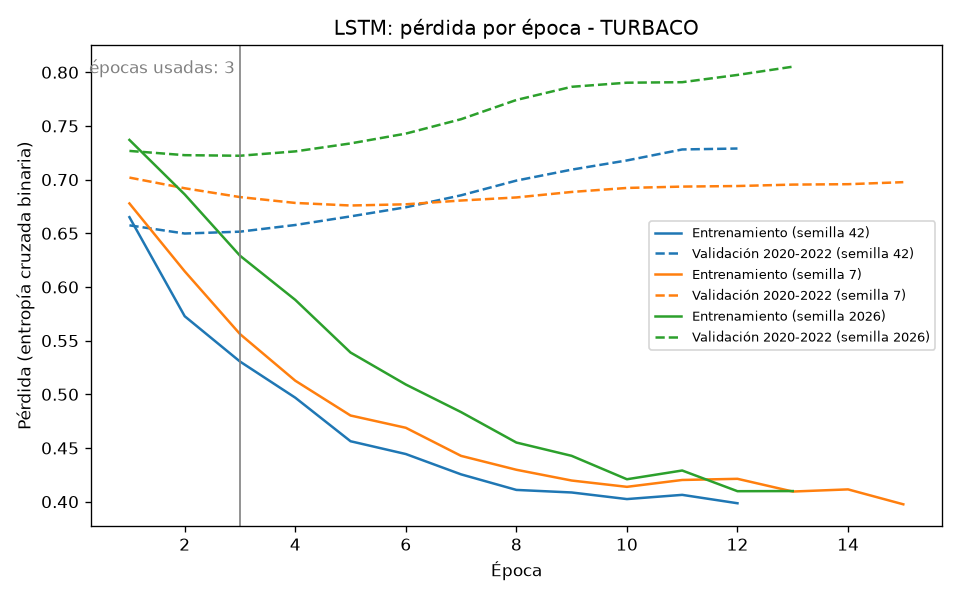 LSTM: pérdida por época - TURBACO
épocas usadas: 3
Pérdida (entropía cruzada binaria)
0.80
0.75
0.70
0.65
0.60
0.55
0.50
0.45
0.40
Entrenamiento (semilla 42)
Validación 2020-2022 (semilla 42)
Entrenamiento (semilla 7)
Validación 2020-2022 (semilla 7)
Entrenamiento (semilla 2026)
Validación 2020-2022 (semilla 2026)
2 4 6 8 10 12 14
Época